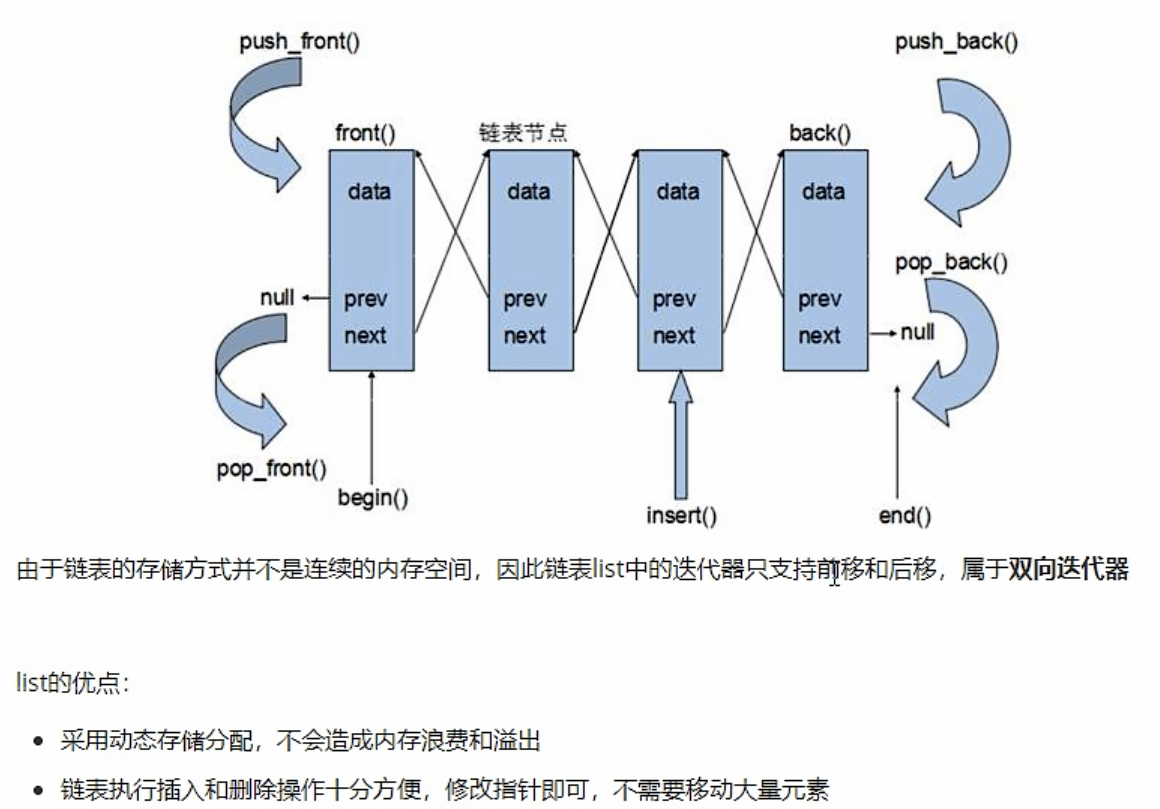 push_front()
push_back()
front()
链表节点
back()
data
data
data
data
pop_back()
null
prev
prev
prev
prev
next
next
next
next
null
pop_front()
begin()
insert()
end()
由于链表的存储方式并不是连续的内存空间，因此链表list中的迭代器只支持前移和后移，属于双向迭代器
list的优点：
采用动态存储分配，不会造成内存浪费和溢出
链表执行插入和删除操作十分方便，修改指针即可，不需要移动大量元素